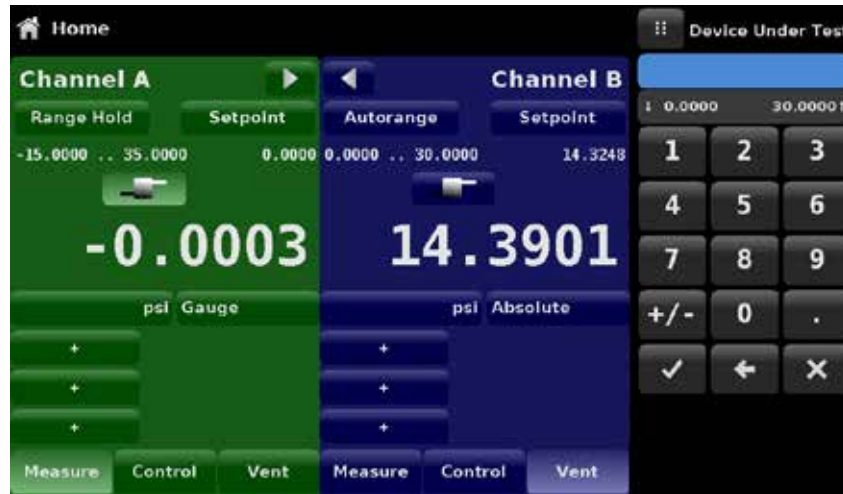 Home
Device Under Test
Channel A
Channel B
Range Hold
Setpoint
Autorange
Setpoint
-15.0000 .. 35.0000
0.0000
0.0000 .. 30.0000
14.3248
0.0000
30.0000
-0.0003
14.3901
psi
Gauge
psi
Absolute
1 2 3
4 5 6
7 8 9
+/- 0 .
+
+
+
+
+
+
Measure
Control
Vent
Measure
Control
Vent